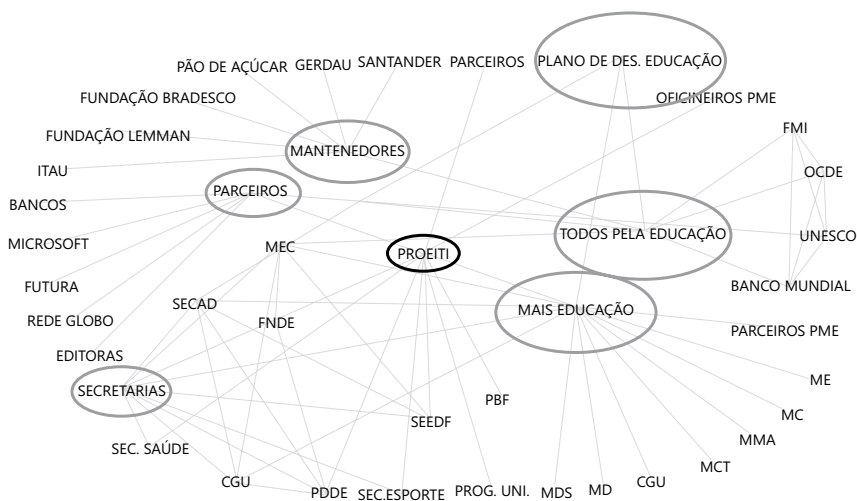 PLANO DE DES. EDUCAÇÃO
PÃO DE AÇÚCAR
GERDAU
SANTANDER
PARCEIROS
FUNDAÇÃO BRADESCO
OFICINEIROS PME
FMI
FUNDAÇÃO LEMMAN
MANTENEDORES
ITAU
OCDE
PARCEIROS
BANCOS
TODOS PELA EDUCAÇÃO
UNESCO
MICROSOFT
MEC
PROEITI
FUTURA
BANCO MUNDIAL
SECAD
MAIS EDUCAÇÃO
REDE GLOBO
FNDE
PARCEIROS PME
EDITORAS
ME
SECRETARIAS
PBF
MC
SEEDF
MMA
SEC. SAÚDE
MCT
CGU
PDDE
SEC.ESPORTE
PROG. UNI.
MDS
MD
CGU